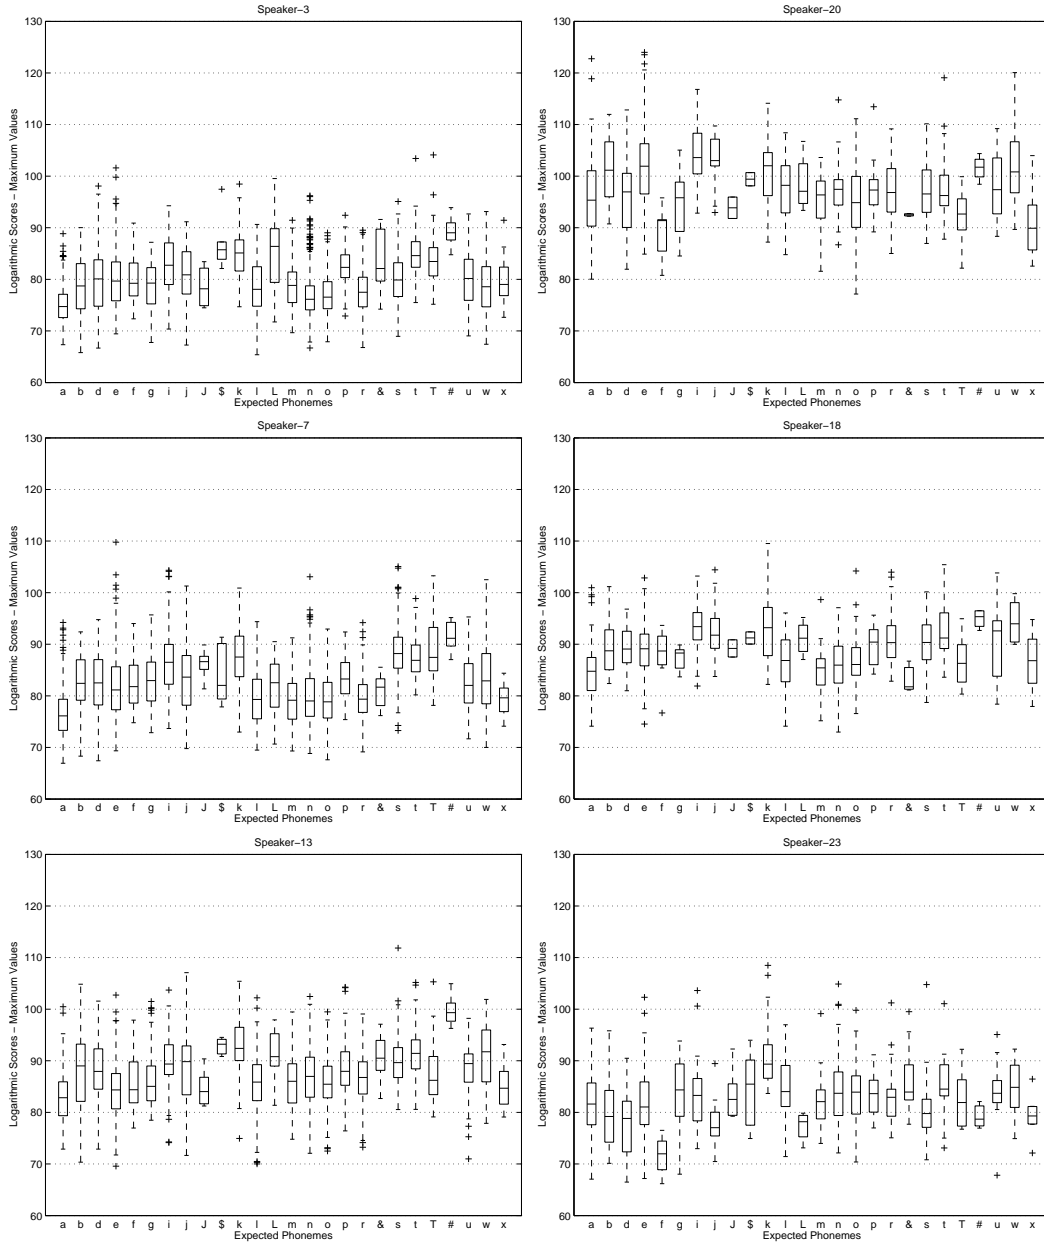 Speaker−3
130
120
110
100
90
80
70
60
Logarithmic Scores − Maximum Values
a b d e f g i j J $ k l L m n o p r & s t T # u w x
Expected Phonemes
Speaker−20
130
120
110
100
90
80
70
60
Logarithmic Scores − Maximum Values
a b d e f g i j J $ k l L m n o p r & s t T # u w x
Expected Phonemes
Speaker−7
130
120
110
100
90
80
70
60
Logarithmic Scores − Maximum Values
a b d e f g i j J $ k l L m n o p r & s t T # u w x
Expected Phonemes
Speaker−18
130
120
110
100
90
80
70
60
Logarithmic Scores − Maximum Values
a b d e f g i j J $ k l L m n o p r & s t T # u w x
Expected Phonemes
Speaker−13
130
120
110
100
90
80
70
60
Logarithmic Scores − Maximum Values
a b d e f g i j J $ k l L m n o p r & s t T # u w x
Expected Phonemes
Speaker−23
130
120
110
100
90
80
70
60
Logarithmic Scores − Maximum Values
a b d e f g i j J $ k l L m n o p r & s t T # u w x
Expected Phonemes